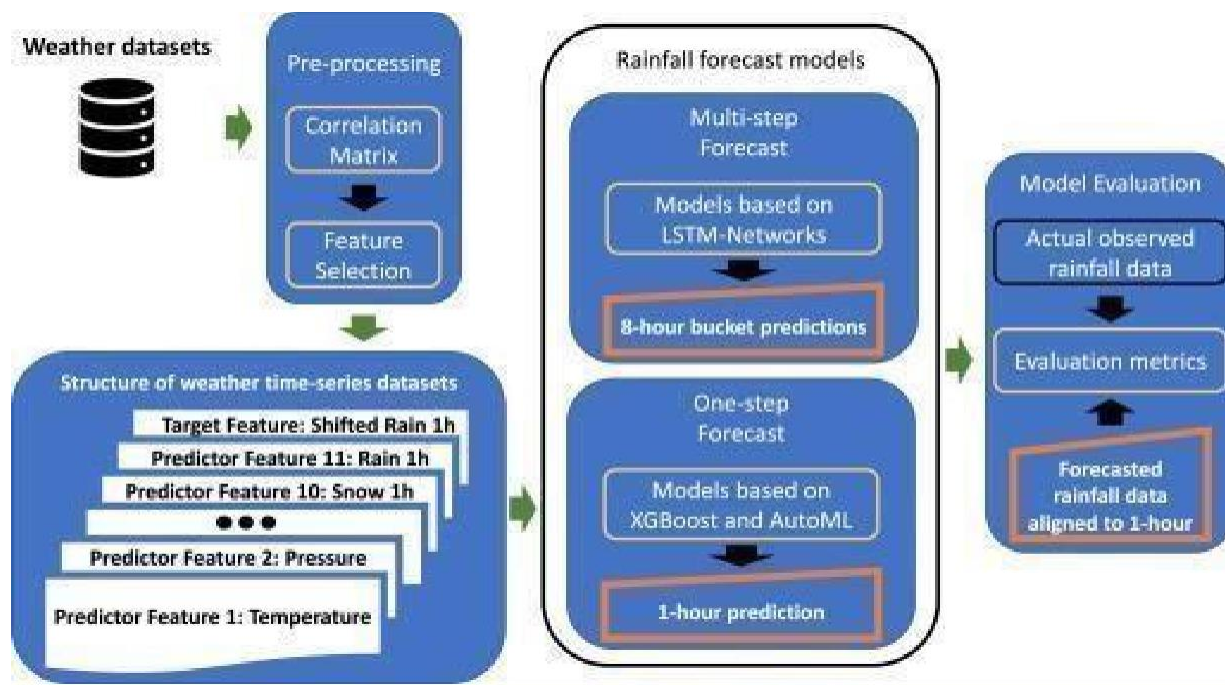 Weather datasets
Pre-processing
Correlation
Matrix
Feature
Selection
Structure of weather time-series datasets
Target Feature: Shifted Rain 1h
Predictor Feature 11: Rain 1h
Predictor Feature 10: Snow 1h
Predictor Feature 2: Pressure
Predictor Feature 1: Temperature
Rainfall forecast models
Multi-step
Forecast
Models based on
LSTM-Networks
8-hour bucket predictions
One-step
Forecast
Models based on
XGBoost and AutoML
1-hour prediction
Model Evaluation
Actual observed
rainfall data
Evaluation metrics
Forecasted
rainfall data
aligned to 1-hour